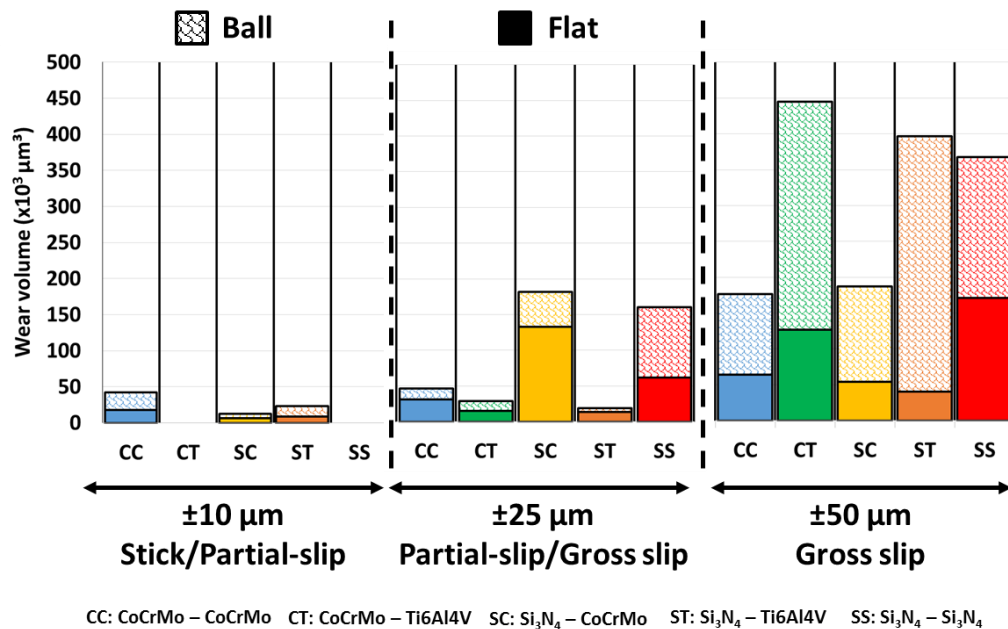 Ball Flat
Wear volume (x10³ µm³)
500
450
400
350
300
250
200
150
100
50
0
CC CT SC ST SS CC CT SC ST SS CC CT SC ST SS
±10 µm ±25 µm ±50 µm
Stick/Partial-slip Partial-slip/Gross slip Gross slip
CC: CoCrMo – CoCrMo CT: CoCrMo – Ti6Al4V SC: Si₃N₄ – CoCrMo ST: Si₃N₄ – Ti6Al4V SS: Si₃N₄ – Si₃N₄